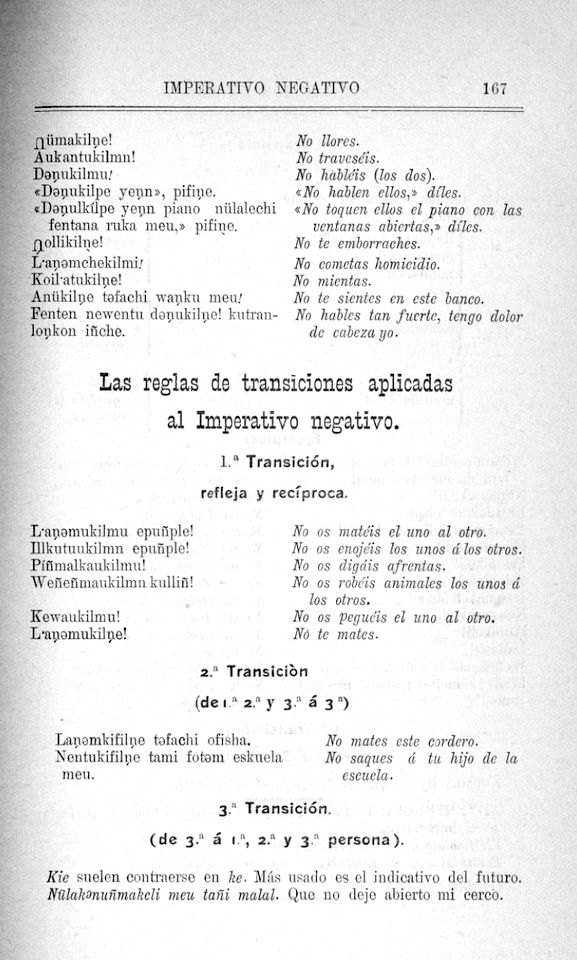 IMPERATIVO NEGATIVO 167
Ŋümakilŋe! No llores.
Aukantukilmn! No traveséis.
Dəŋukilmu! No habléis (los dos).
«Dəŋukilpe yeŋn», pifiŋe. «No hablen ellos,» díles.
«Dəŋulkílpe yeŋn piano nülalechi «No toquen ellos el piano con las
fentana ruka meu,» pifiŋe. ventanas abiertas,» díles.
Ŋollikilŋe! No te emborraches.
L·aŋəmchekilmi! No cometas homicidio.
Koil·atukilŋe! No mientas.
Anükilŋe təfachi waŋku meu! No te sientes en este banco.
Fenten newentu dəŋukilŋe! kutran- No hables tan fuerte, tengo dolor
loŋkon iñche. de cabeza yo.
Las reglas de transiciones aplicadas
al Imperativo negativo.
1.ª Transición,
refleja y recíproca.
L·aŋəmukilmu epuñple! No os matéis el uno al otro.
Illkutuukilmn epuñple! No os enojéis los unos á los otros.
Píñmalkaukilmu! No os digáis afrentas.
Weñeñmaukilmn kulliñ! No os robéis animales los unos á
los otros.
Kewaukilmu! No os peguéis el uno al otro.
L·aŋəmukilŋe! No te mates.
2.ª Transiciòn
(de 1.ª 2.ª y 3.ª á 3ª)
Laŋəmkifilŋe təfachi ofisha. No mates este cordero.
Nentukifilŋe tami fotəm eskuela No saques á tu hijo de la
meu. escuela.
3.ª Transición.
(de 3.ª á 1.ª, 2.ª y 3.ª persona).
Kie suelen contraerse en ke. Más usado es el indicativo del futuro.
Nülakənuñmakeli meu tañi malal. Que no deje abierto mi cerco.